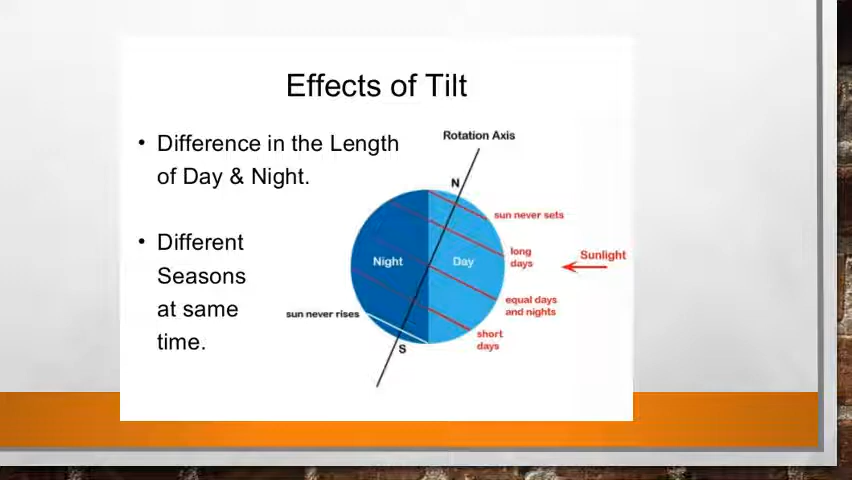 Effects of Tilt
• Difference in the Length
of Day & Night.
• Different
Seasons
at same
time.
Rotation Axis
N
sun never sets
long
days
Sunlight
Night
Day
equal days
and nights
sun never rises
short
days
S